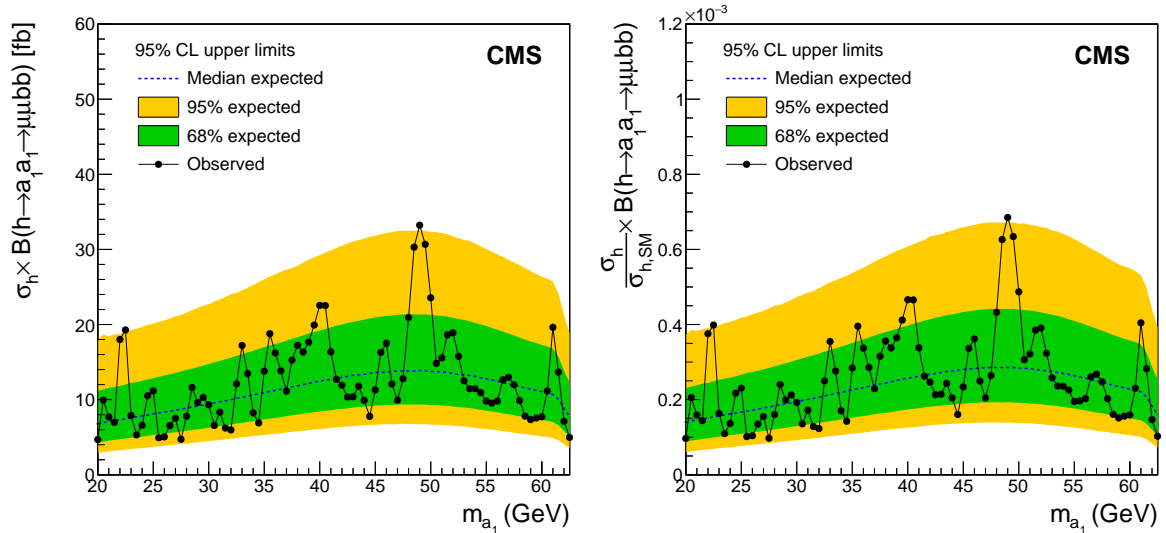 σh × B(h→a1a1→μμbb) [fb]
60
50
40
30
20
10
0
95% CL upper limits
Median expected
95% expected
68% expected
Observed
CMS
20 25 30 35 40 45 50 55 60
ma1 (GeV)
σh/σh,SM × B(h→a1a1→μμbb)
×10−3
1.2
1
0.8
0.6
0.4
0.2
0
95% CL upper limits
Median expected
95% expected
68% expected
Observed
CMS
20 25 30 35 40 45 50 55 60
ma1 (GeV)